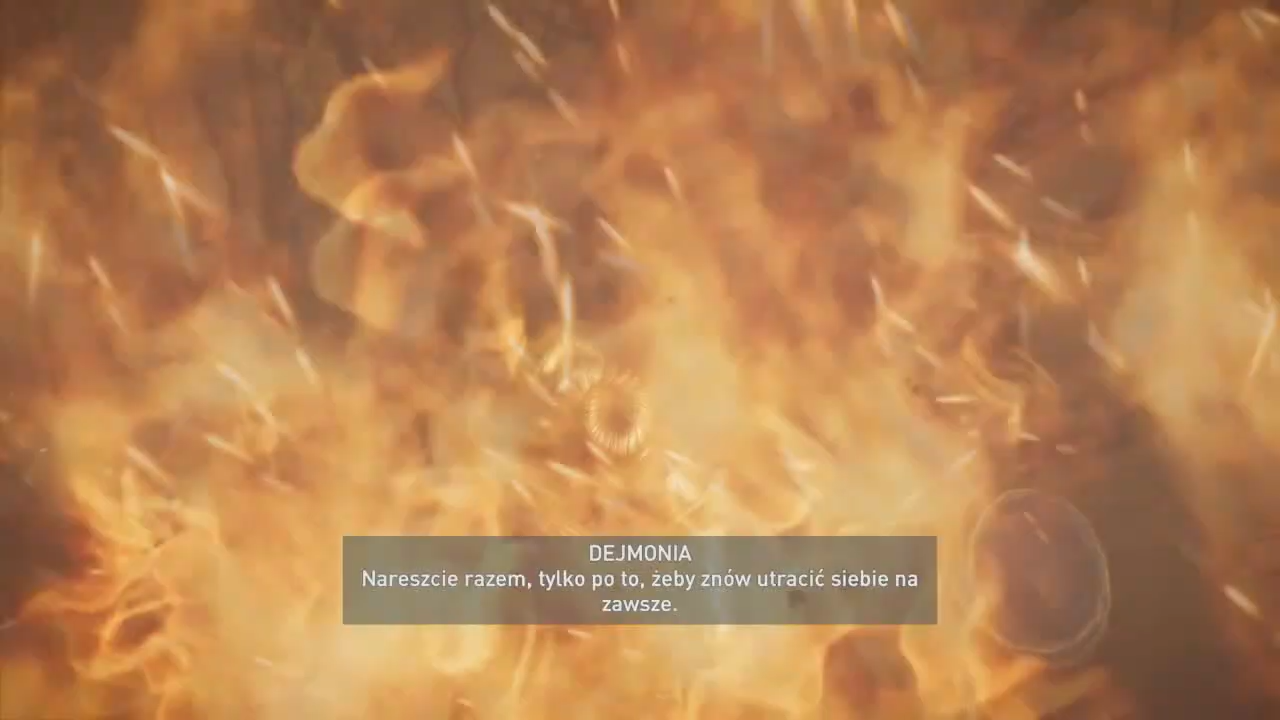 DEJMONIA
Nareszcie razem, tylko po to, żeby znów utracić siebie na
zawsze.